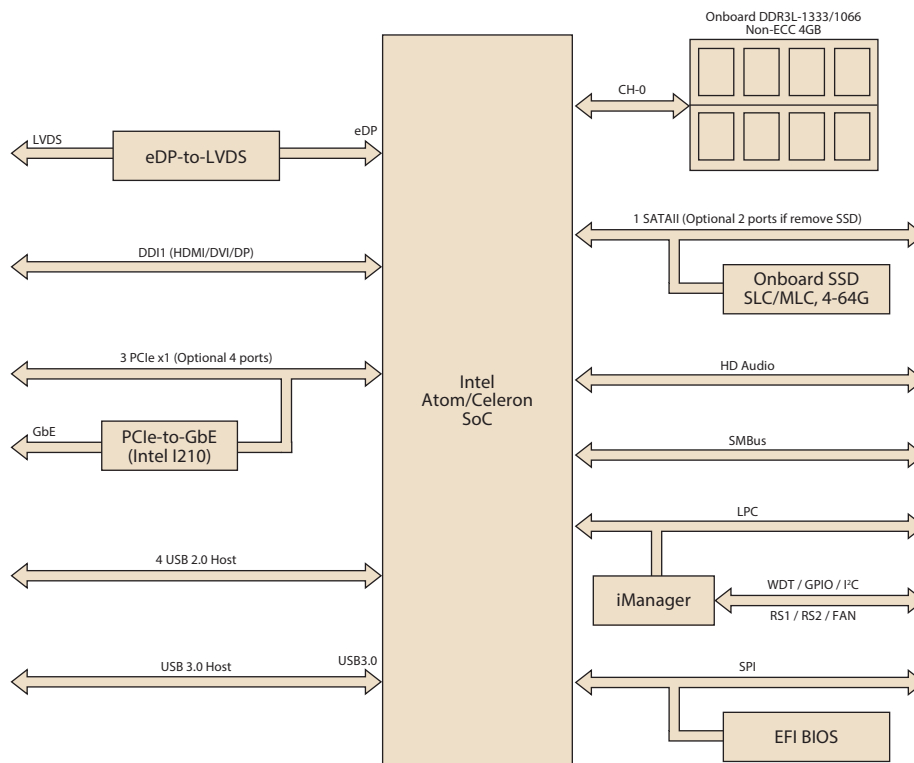 Onboard DDR3L-1333/1066
Non-ECC 4GB
CH-0
LVDS
eDP-to-LVDS
eDP
1 SATAII (Optional 2 ports if remove SSD)
Onboard SSD
SLC/MLC, 4-64G
DDI1 (HDMI/DVI/DP)
3 PCIe x1 (Optional 4 ports)
GbE
PCIe-to-GbE
(Intel I210)
Intel
Atom/Celeron
SoC
HD Audio
SMBus
LPC
iManager
WDT / GPIO / I²C
RS1 / RS2 / FAN
4 USB 2.0 Host
USB 3.0 Host
USB3.0
SPI
EFI BIOS